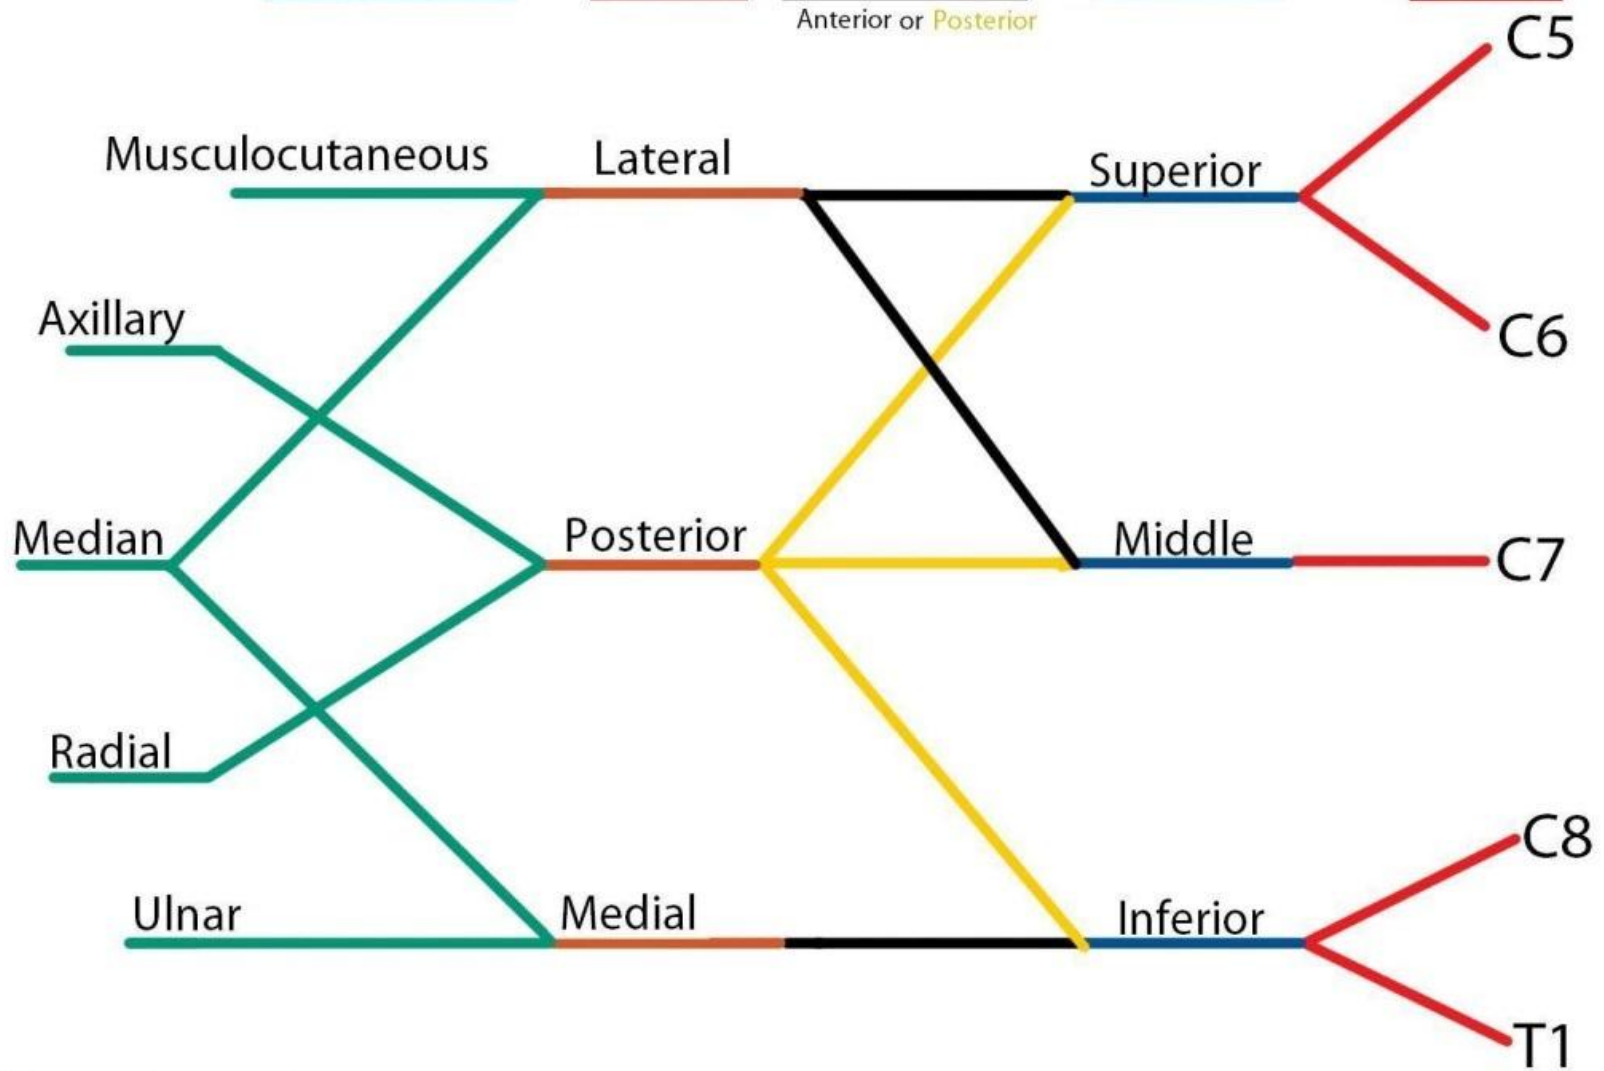 Anterior or Posterior
C5
Musculocutaneous
Lateral
Superior
Axillary
C6
Median
Posterior
Middle
C7
Radial
C8
Ulnar
Medial
Inferior
T1